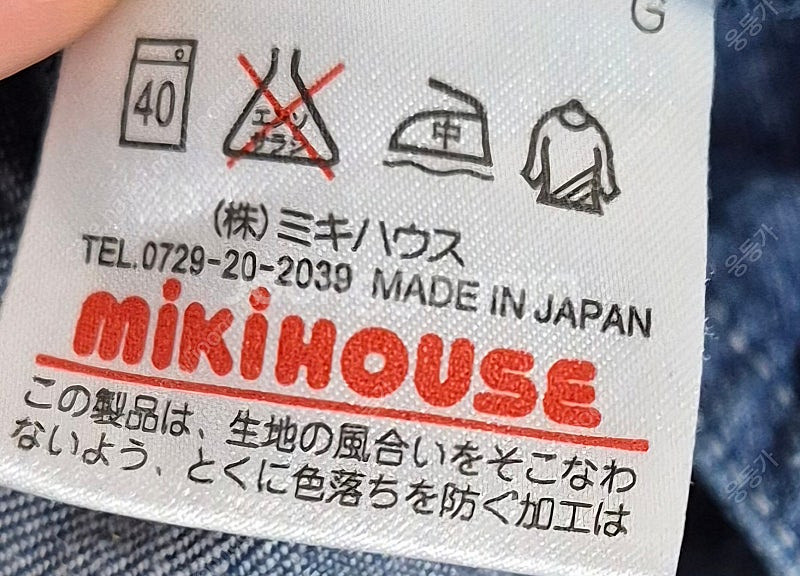 G
40
エンソ
サラシ
中
(株)ミキハウス
TEL.0729-20-2039 MADE IN JAPAN
mikiHOUSE
この製品は、生地の風合いをそこなわ
ないよう、とくに色落ちを防ぐ加工は